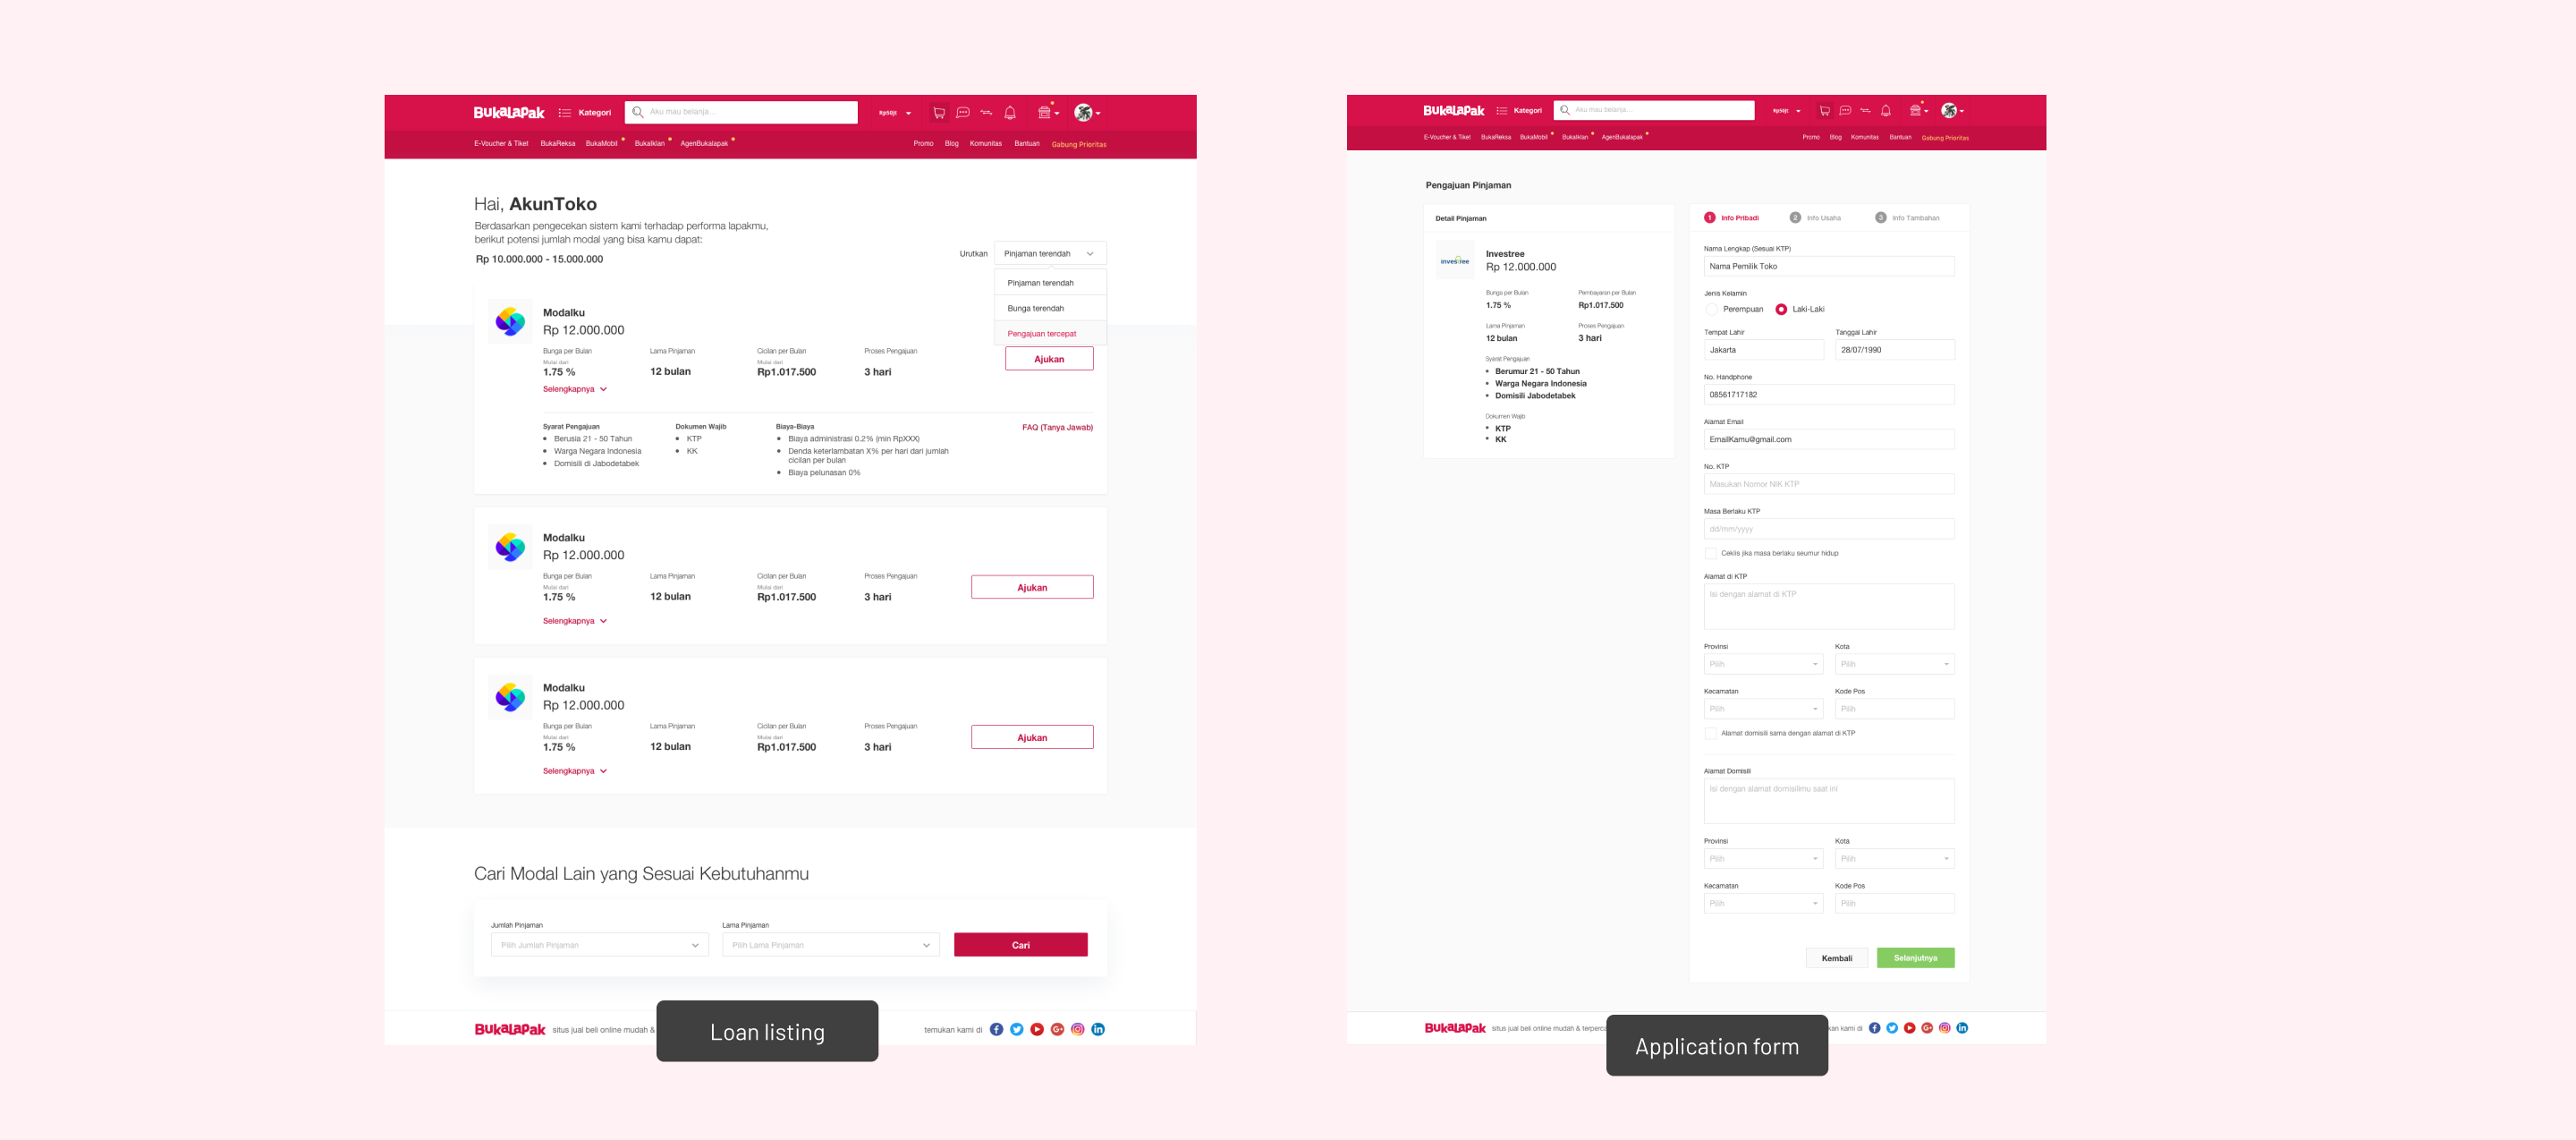 BukaLapak
Kategori
Aku mau belanja...
Rp50jt
E-Voucher & Tiket BukaReksa BukaMobil BukaIklan AgenBukalapak
Promo Blog Komunitas Bantuan Gabung Prioritas
Hai, AkunToko
Berdasarkan pengecekan sistem kami terhadap performa lapakmu,
berikut potensi jumlah modal yang bisa kamu dapat:
Rp 10.000.000 - 15.000.000
Urutkan
Pinjaman terendah
Pinjaman terendah
Bunga terendah
Pengajuan tercepat
Modalku
Rp 12.000.000
Bunga per Bulan Lama Pinjaman Cicilan per Bulan Proses Pengajuan
Mulai dari Mulai dari
1.75 % 12 bulan Rp1.017.500 3 hari
Ajukan
Selengkapnya
Syarat Pengajuan
Berusia 21 - 50 Tahun
Warga Negara Indonesia
Domisili di Jabodetabek
Dokumen Wajib
KTP
KK
Biaya-Biaya
Biaya administrasi 0.2% (min RpXXX)
Denda keterlambatan X% per hari dari jumlah
cicilan per bulan
Biaya pelunasan 0%
FAQ (Tanya Jawab)
Modalku
Rp 12.000.000
Bunga per Bulan Lama Pinjaman Cicilan per Bulan Proses Pengajuan
Mulai dari Mulai dari
1.75 % 12 bulan Rp1.017.500 3 hari
Ajukan
Selengkapnya
Modalku
Rp 12.000.000
Bunga per Bulan Lama Pinjaman Cicilan per Bulan Proses Pengajuan
Mulai dari Mulai dari
1.75 % 12 bulan Rp1.017.500 3 hari
Ajukan
Selengkapnya
Cari Modal Lain yang Sesuai Kebutuhanmu
Jumlah Pinjaman Lama Pinjaman
Pilih Jumlah Pinjaman Pilih Lama Pinjaman Cari
BukaLapak situs jual beli online mudah &
temukan kami di
Loan listing
BukaLapak
Kategori
Aku mau belanja...
Rp50jt
E-Voucher & Tiket BukaReksa BukaMobil BukaIklan AgenBukalapak
Promo Blog Komunitas Bantuan Gabung Prioritas
Pengajuan Pinjaman
Detail Pinjaman
investree
Investree
Rp 12.000.000
Bunga per Bulan Pembayaran per Bulan
1.75 % Rp1.017.500
Lama Pinjaman Proses Pengajuan
12 bulan 3 hari
Syarat Pengajuan
Berumur 21 - 50 Tahun
Warga Negara Indonesia
Domisili Jabodetabek
Dokumen Wajib
KTP
KK
1 Info Pribadi 2 Info Usaha 3 Info Tambahan
Nama Lengkap (Sesuai KTP)
Nama Pemilik Toko
Jenis Kelamin
Perempuan Laki-Laki
Tempat Lahir Tanggal Lahir
Jakarta 28/07/1990
No. Handphone
08561717182
Alamat Email
EmailKamu@gmail.com
No. KTP
Masukan Nomor NIK KTP
Masa Berlaku KTP
dd/mm/yyyy
Ceklis jika masa berlaku seumur hidup
Alamat di KTP
Isi dengan alamat di KTP
Provinsi Kota
Pilih Pilih
Kecamatan Kode Pos
Pilih Pilih
Alamat domisili sama dengan alamat di KTP
Alamat Domisili
Isi dengan alamat domisilimu saat ini
Provinsi Kota
Pilih Pilih
Kecamatan Kode Pos
Pilih Pilih
Kembali Selanjutnya
BukaLapak situs jual beli online mudah & terperc
kan kami di
Application form